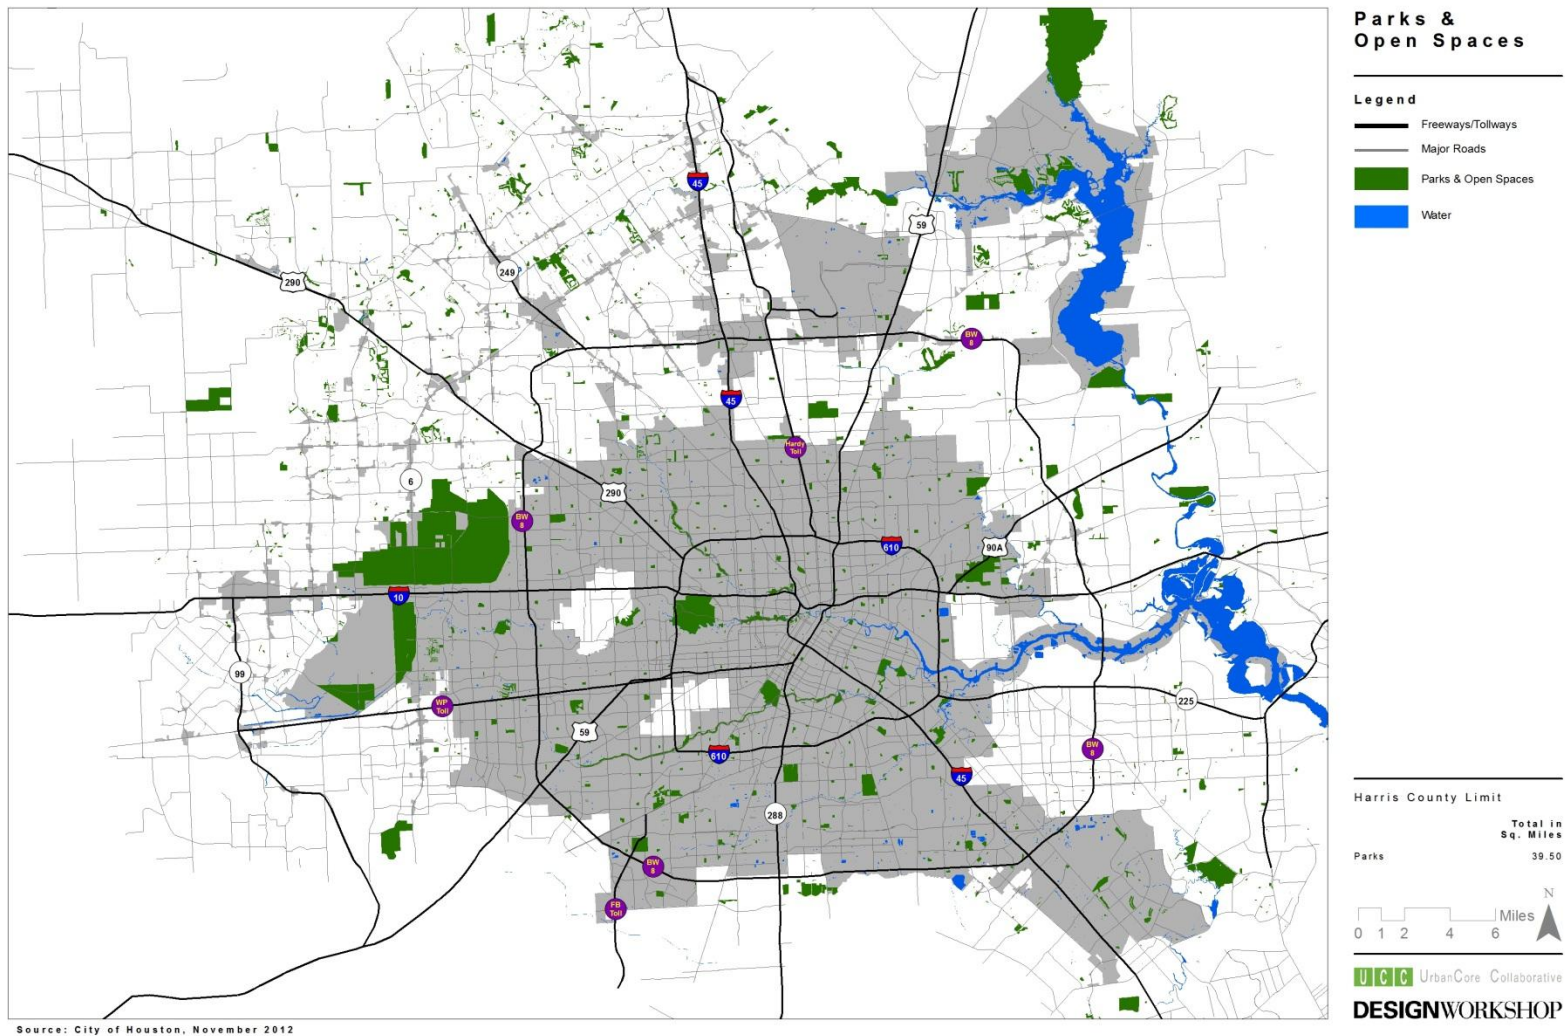 Parks &
Open Spaces
Legend
Freeways/Tollways
Major Roads
Parks & Open Spaces
Water
45
59
249
290
BW
8
45
Hardy
Toll
6
290
BW
8
610
90A
10
99
WP
Toll
59
225
610
BW
8
45
288
BW
8
FB
Toll
Harris County Limit
Total in
Sq. Miles
Parks 39.50
N
Miles
0 1 2 4 6
UCC UrbanCore Collaborative
DESIGNWORKSHOP
Source: City of Houston, November 2012